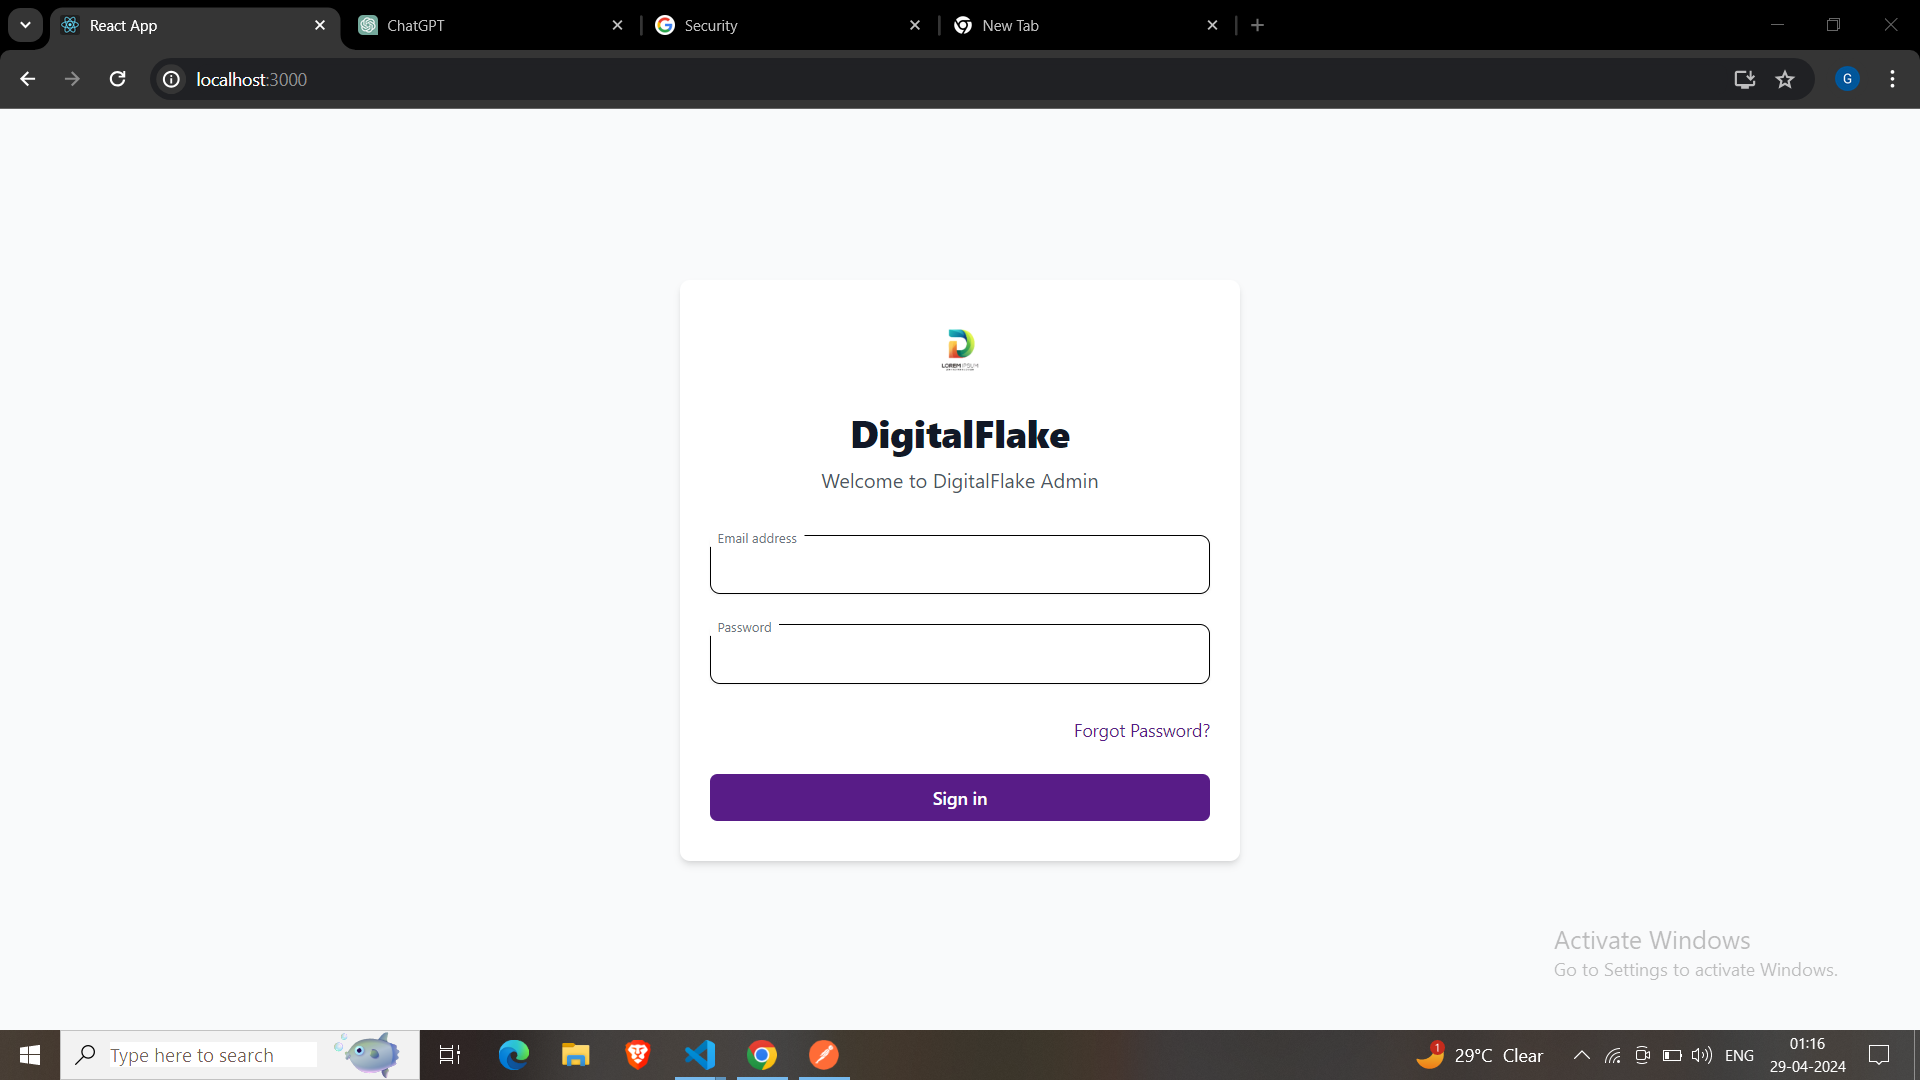 React App
ChatGPT
Security
New Tab
localhost:3000
G
LOREM IPSUM
DigitalFlake
Welcome to DigitalFlake Admin
Email address
Password
Forgot Password?
Sign in
Activate Windows
Go to Settings to activate Windows.
Type here to search
1
29°C Clear
ENG
01:16
29-04-2024